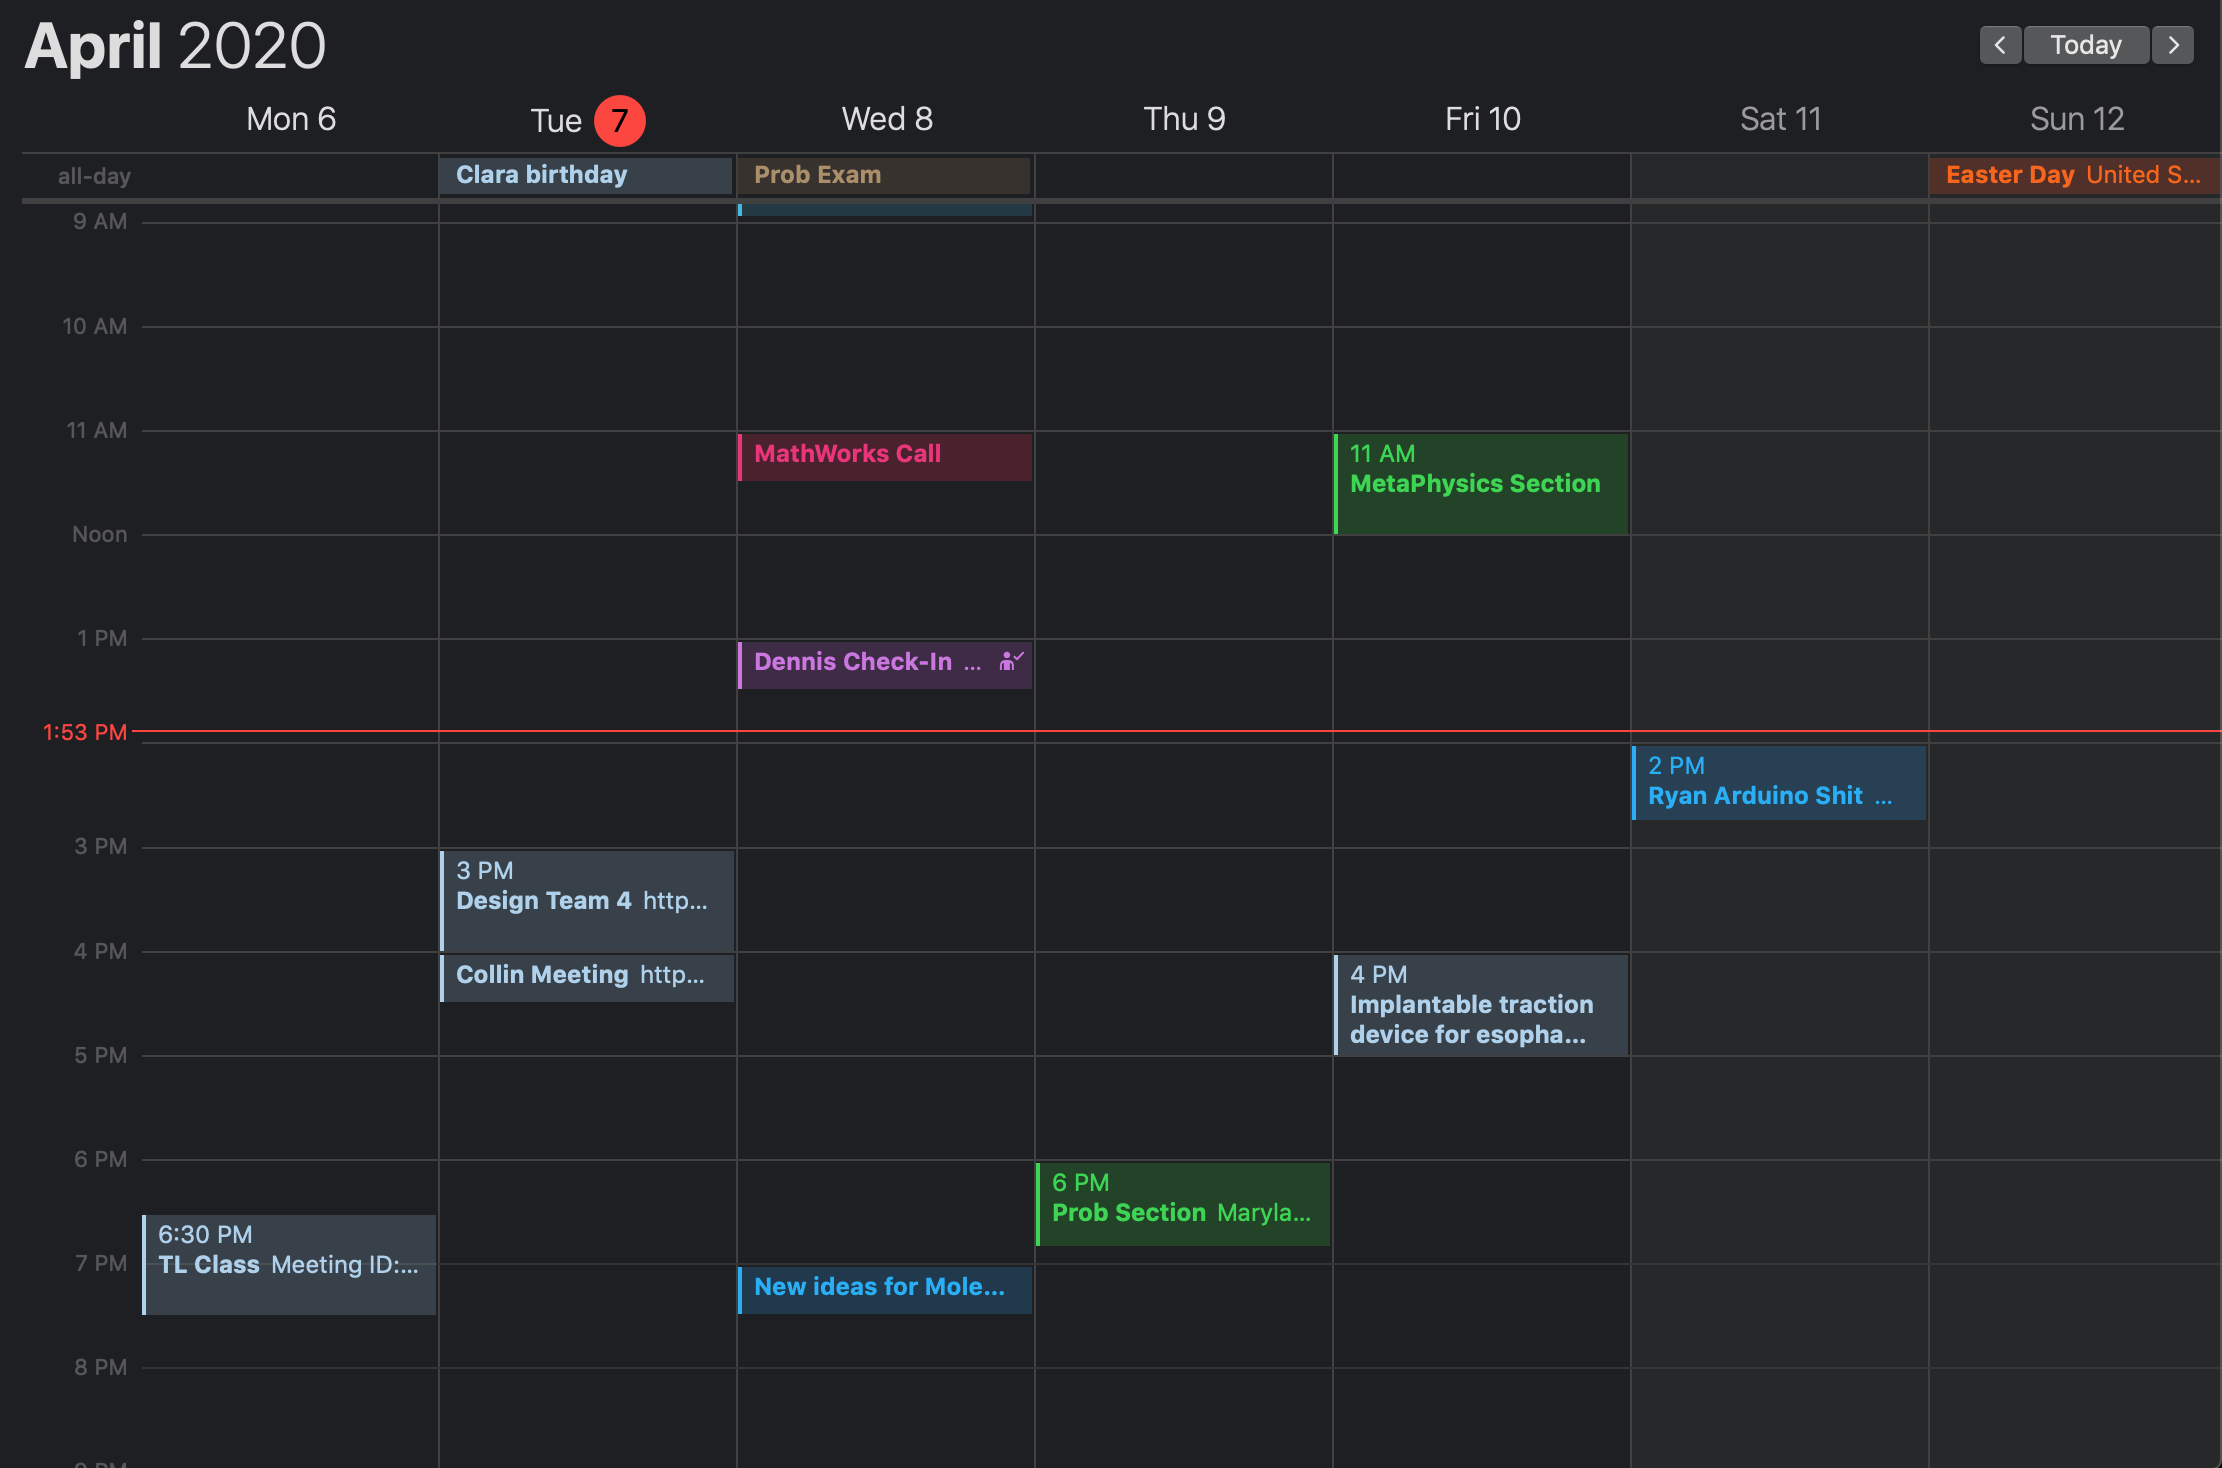 April 2020
Today
Mon 6
Tue 7
Wed 8
Thu 9
Fri 10
Sat 11
Sun 12
all-day
Clara birthday
Prob Exam
Easter Day United S...
9 AM
10 AM
11 AM
MathWorks Call
11 AM
MetaPhysics Section
Noon
1 PM
Dennis Check-In ...
1:53 PM
2 PM
Ryan Arduino Shit ...
3 PM
3 PM
Design Team 4 http...
4 PM
Collin Meeting http...
4 PM
Implantable traction
device for esopha...
5 PM
6 PM
6 PM
Prob Section Maryla...
6:30 PM
TL Class Meeting ID:...
7 PM
New ideas for Mole...
8 PM